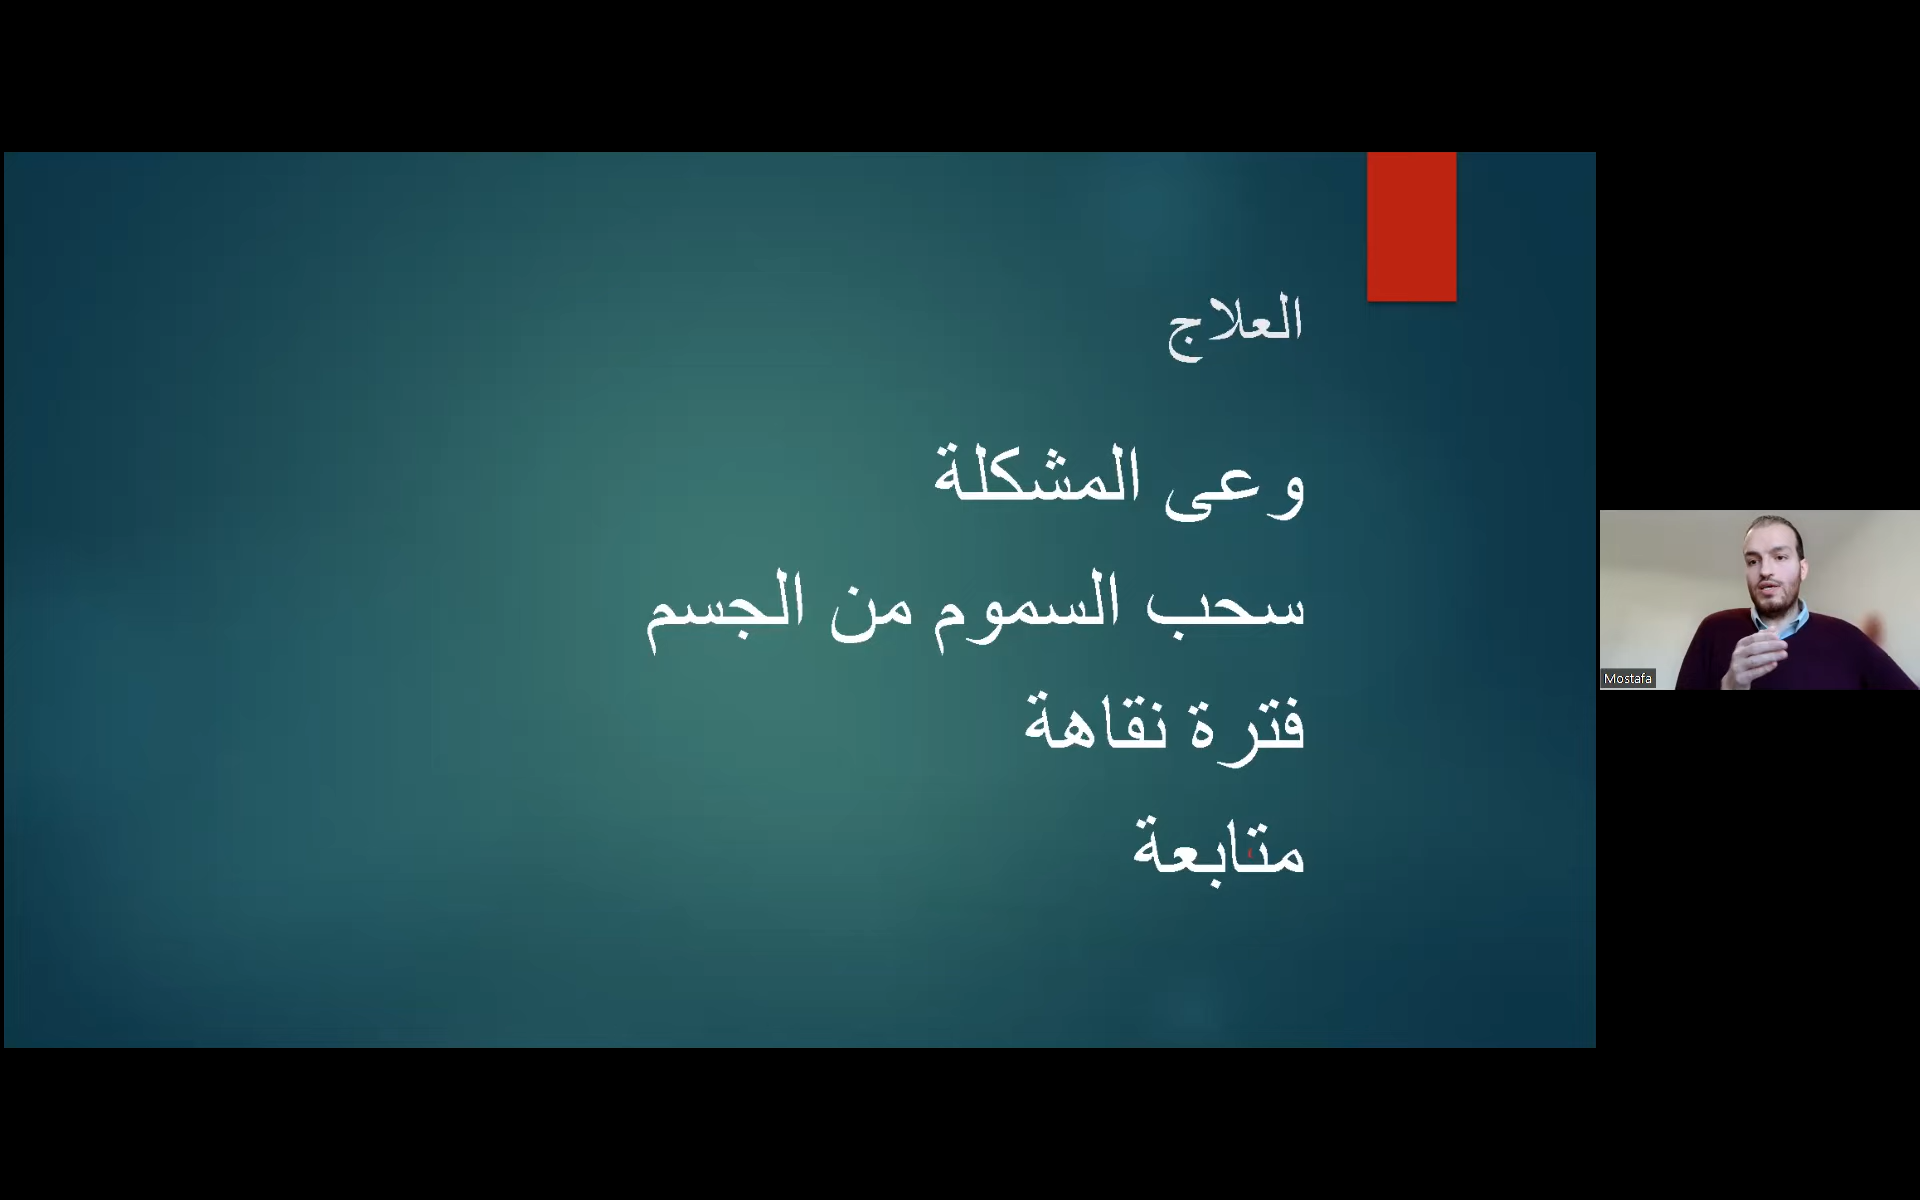 العلاج
وعى المشكلة
سحب السموم من الجسم
فترة نقاهة
متابعة
Mostafa